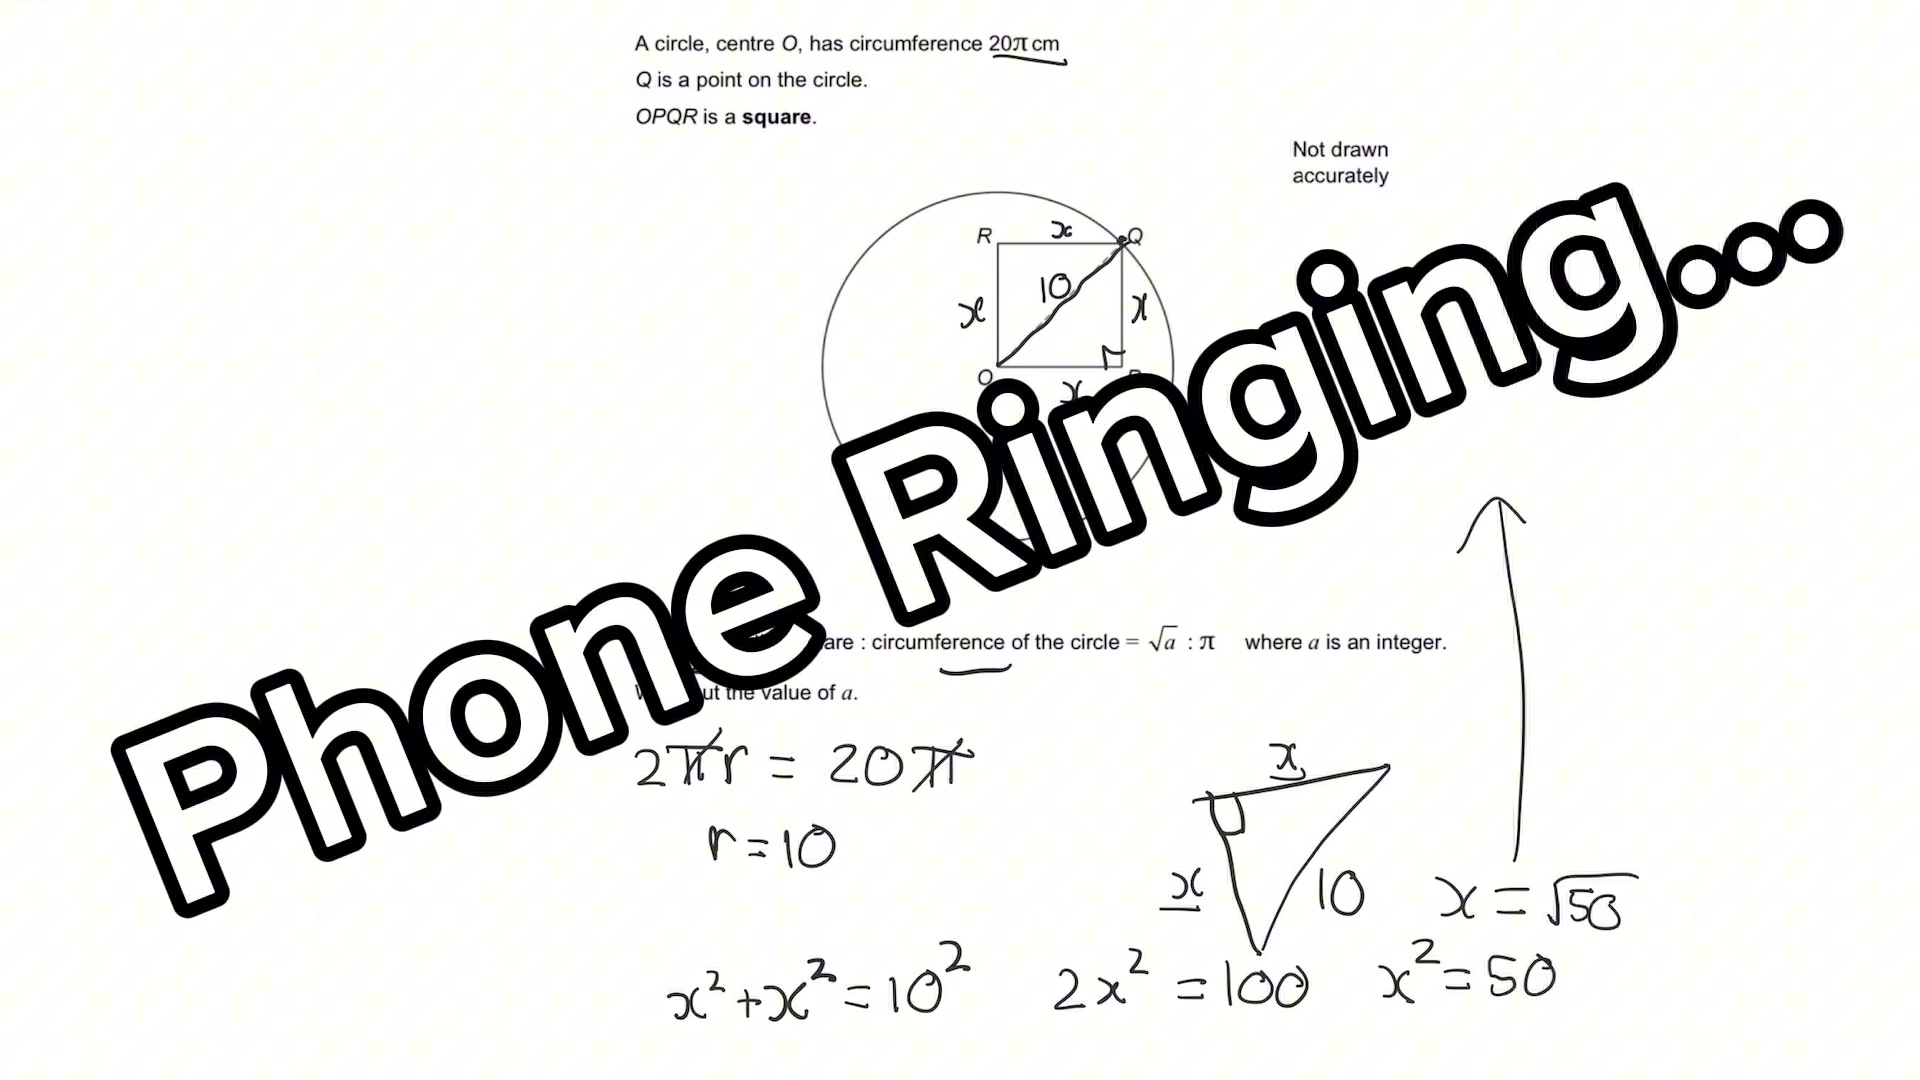 A circle, centre O, has circumference 20π cm
Q is a point on the circle.
OPQR is a square.
Not drawn
accurately
R x Q
10
x x
O
x
Phone Ringing...
: circumference of the circle = √a : π where a is an integer.
the value of a.
2πr = 20π
r = 10
x
x 10
x = √50
x² + x² = 10² 2x² = 100 x² = 50